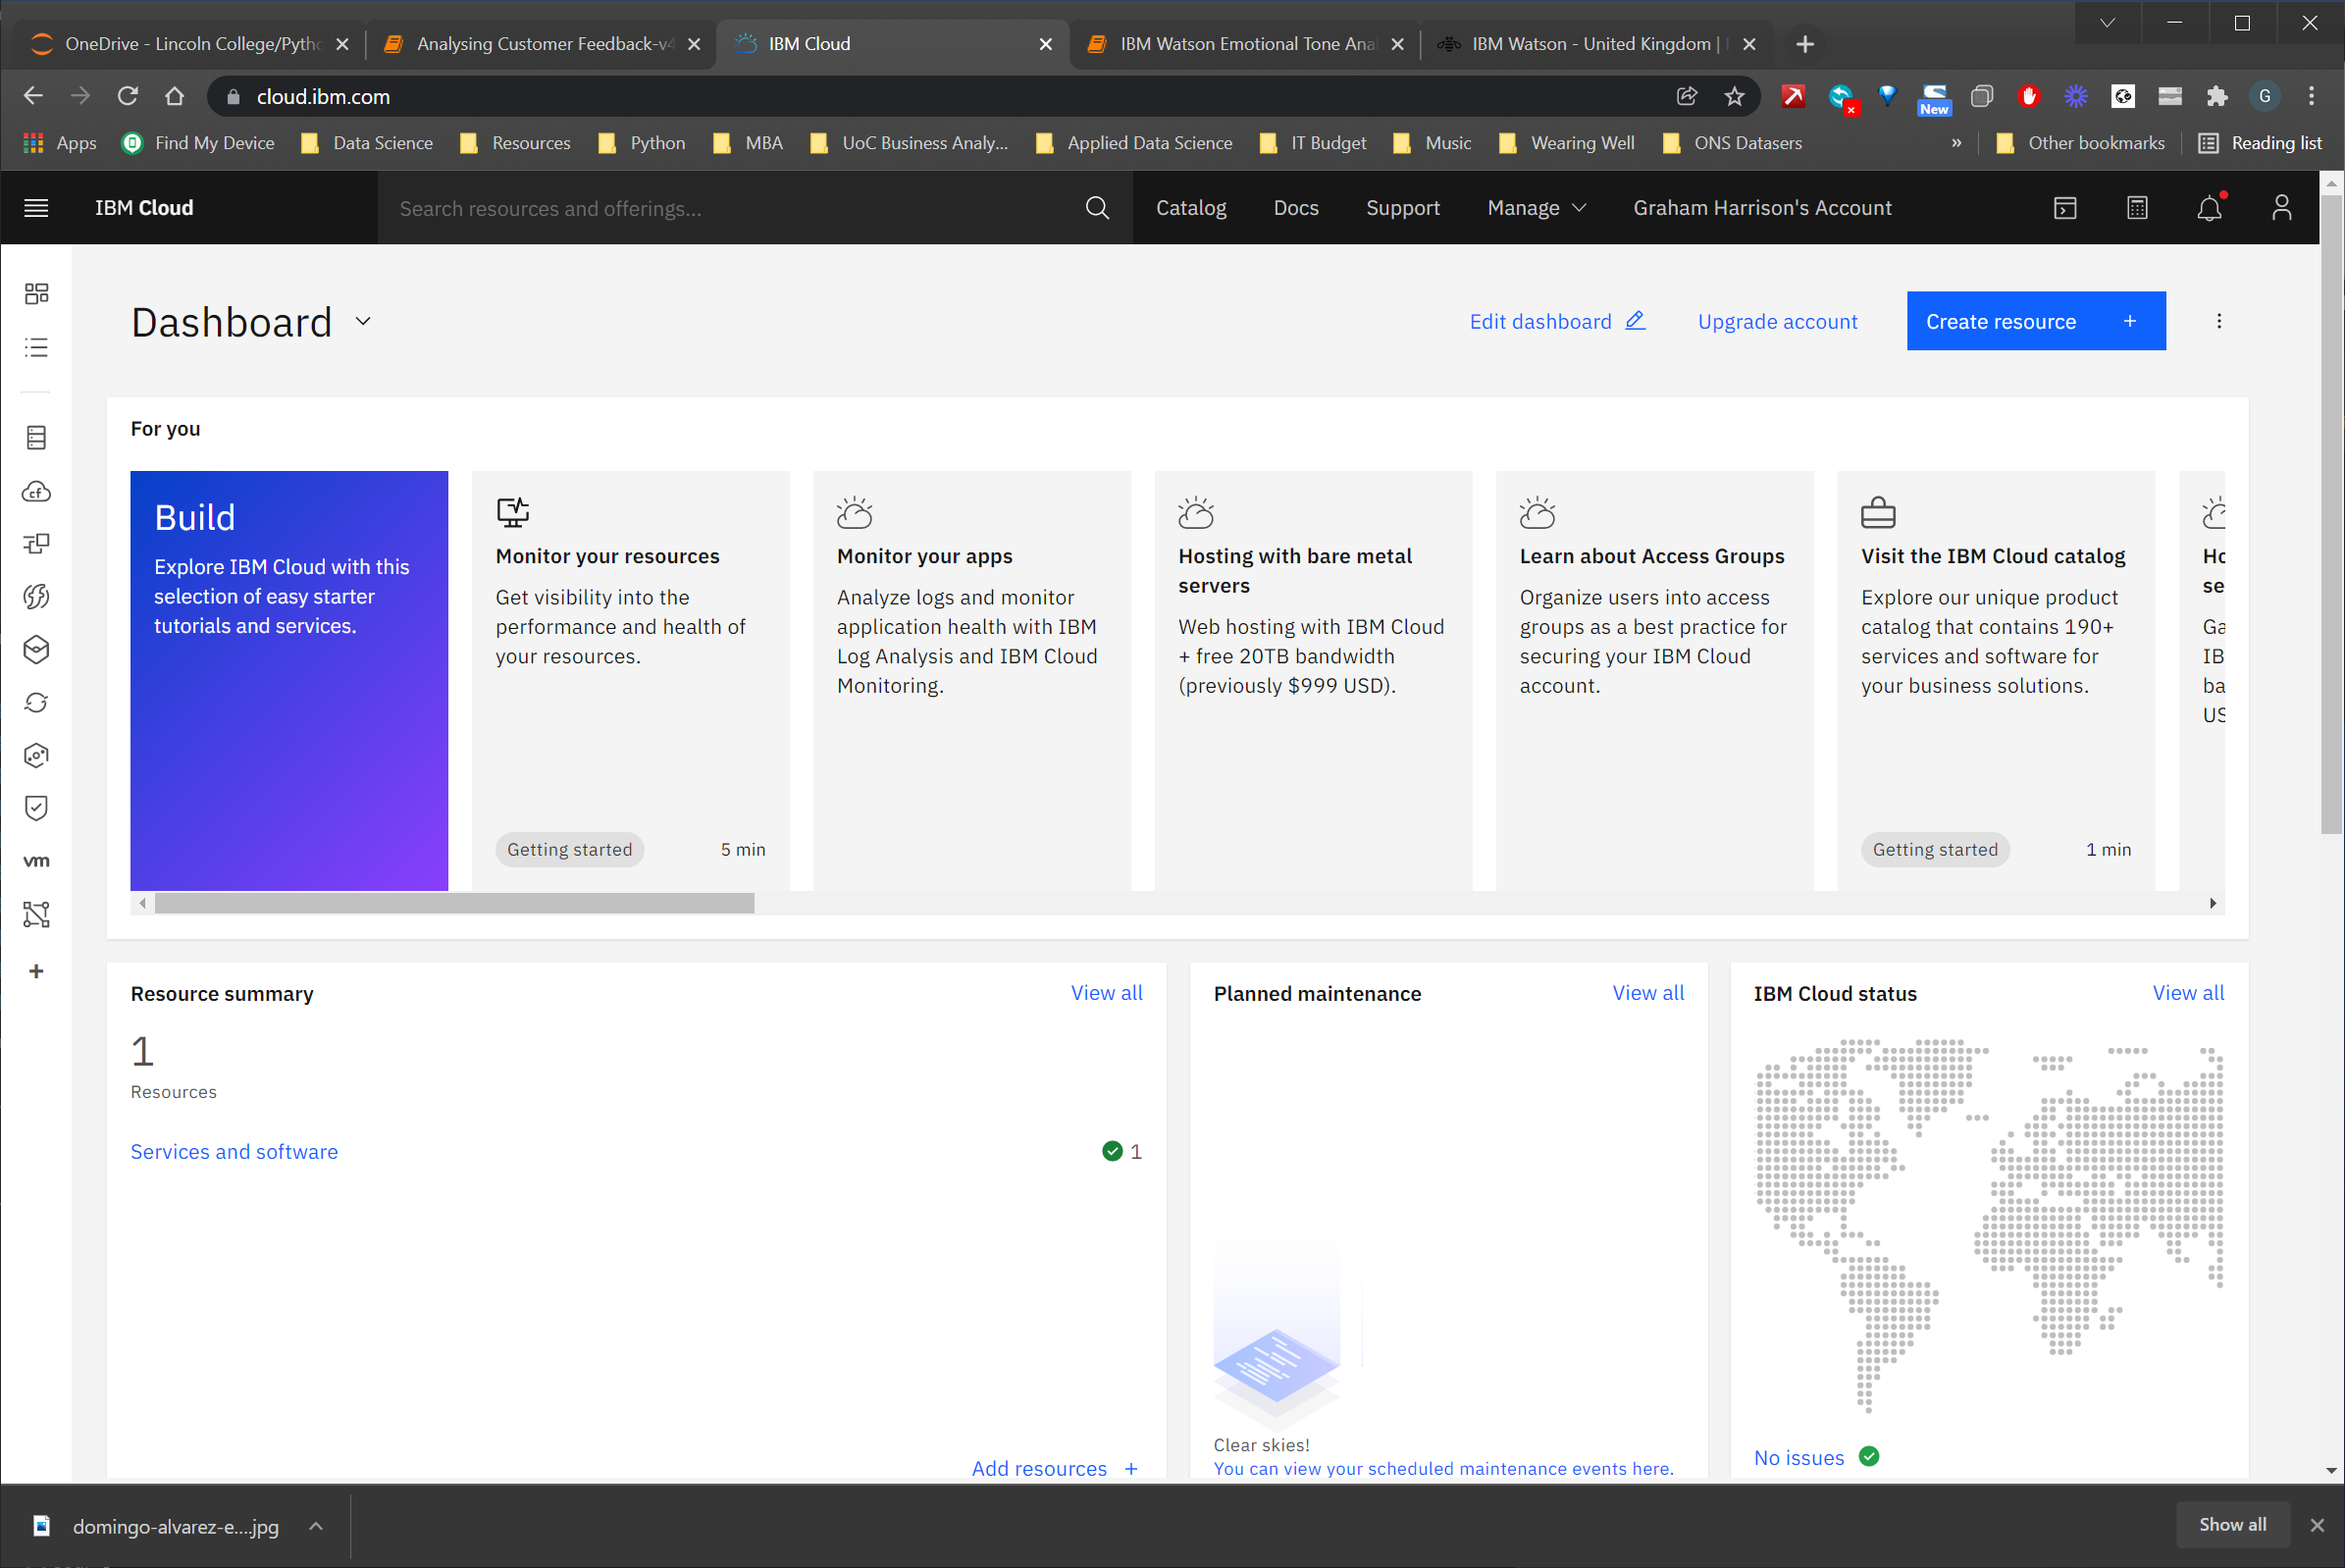 OneDrive - Lincoln College/Pytho
Analysing Customer Feedback-v4
IBM Cloud
IBM Watson Emotional Tone Ana
IBM Watson - United Kingdom |
cloud.ibm.com
New
G
Apps
Find My Device
Data Science
Resources
Python
MBA
UoC Business Analy...
Applied Data Science
IT Budget
Music
Wearing Well
ONS Datasers
»
Other bookmarks
Reading list
IBM Cloud
Search resources and offerings...
Catalog
Docs
Support
Manage
Graham Harrison's Account
Dashboard
Edit dashboard
Upgrade account
Create resource +
For you
Build
Explore IBM Cloud with this
selection of easy starter
tutorials and services.
Monitor your resources
Get visibility into the
performance and health of
your resources.
Getting started
5 min
Monitor your apps
Analyze logs and monitor
application health with IBM
Log Analysis and IBM Cloud
Monitoring.
Hosting with bare metal
servers
Web hosting with IBM Cloud
+ free 20TB bandwidth
(previously $999 USD).
Learn about Access Groups
Organize users into access
groups as a best practice for
securing your IBM Cloud
account.
Visit the IBM Cloud catalog
Explore our unique product
catalog that contains 190+
services and software for
your business solutions.
Getting started
1 min
Ho
se
Ga
IB
ba
US
cf
vm
+
Resource summary
View all
1
Resources
Services and software
1
Add resources +
Planned maintenance
View all
Clear skies!
You can view your scheduled maintenance events here.
IBM Cloud status
View all
No issues
domingo-alvarez-e....jpg
Show all